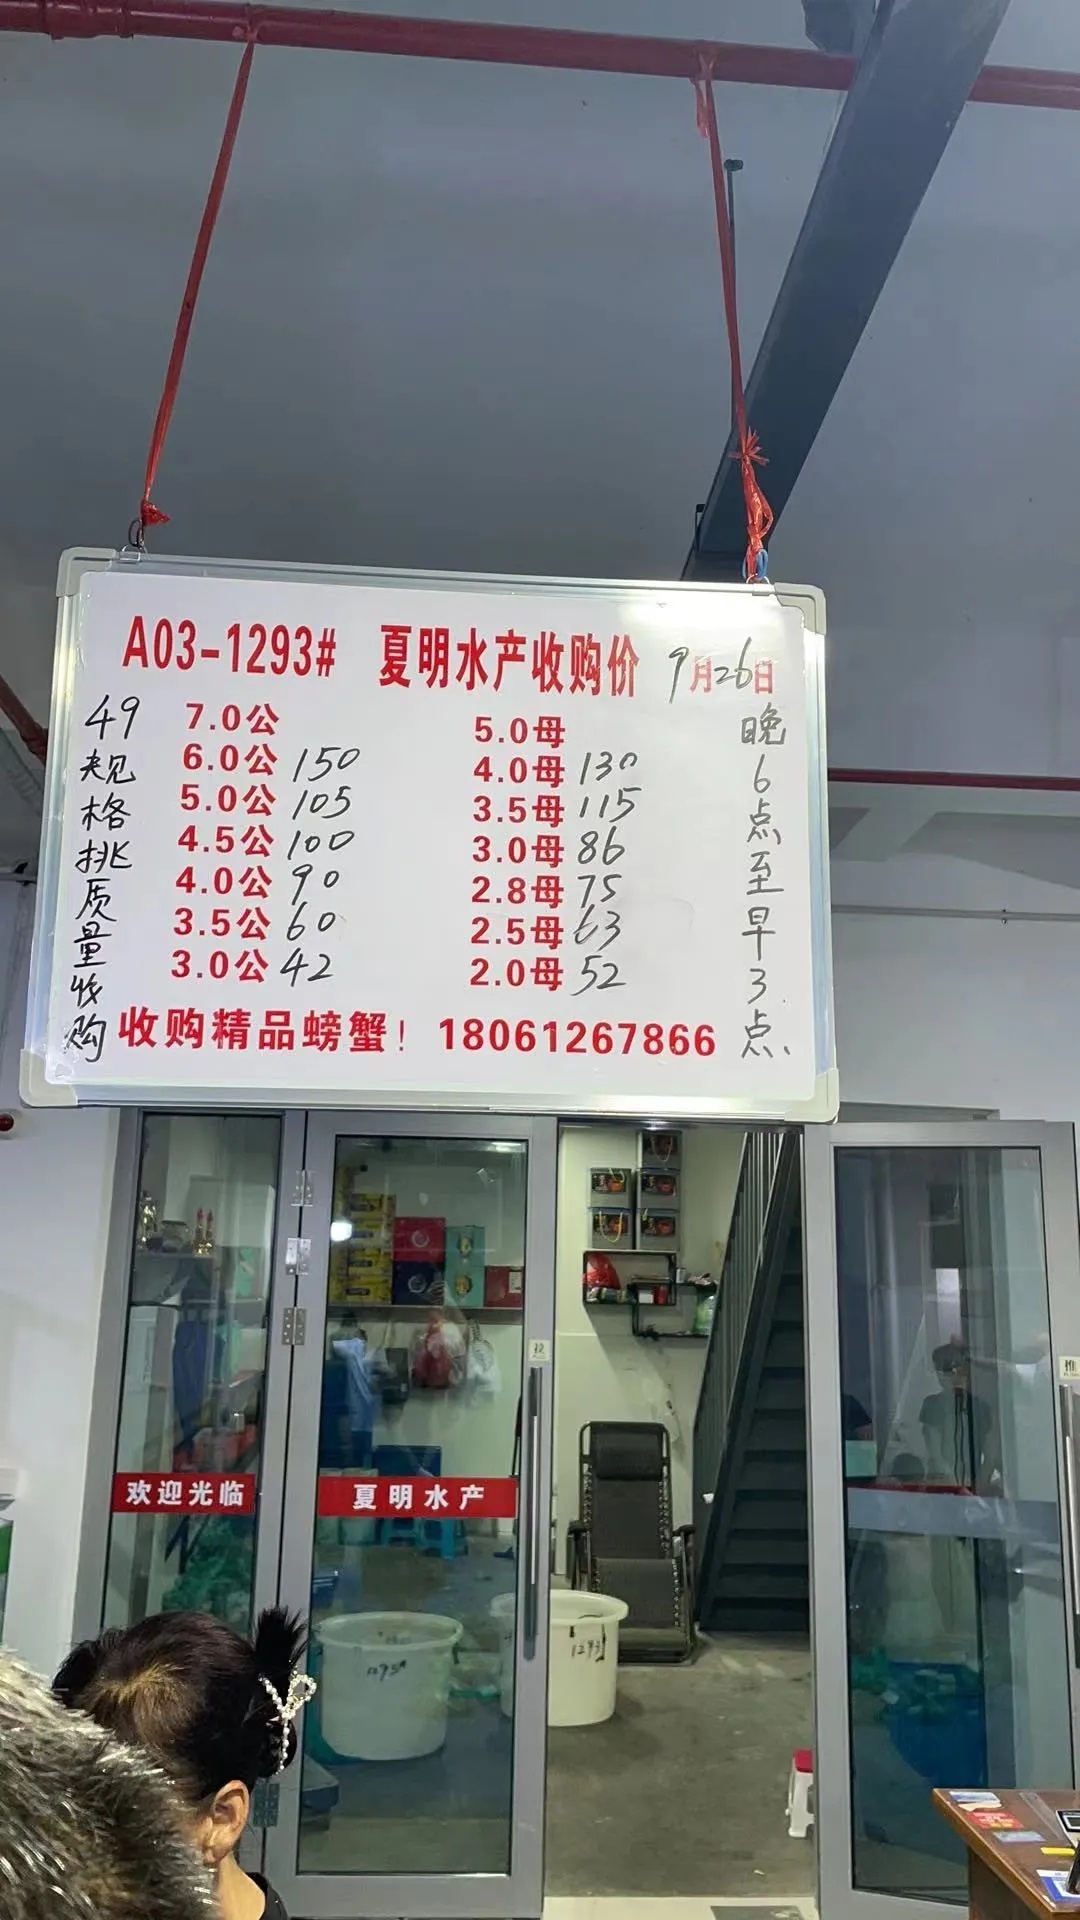 A03-1293# 夏明水产收购价 9月26日
49规格挑质量收购
7.0公
6.0公 150
5.0公 105
4.5公 100
4.0公 90
3.5公 60
3.0公 42
5.0母
4.0母 130
3.5母 115
3.0母 86
2.8母 75
2.5母 63
2.0母 52
晚6点至早3点、
收购精品螃蟹! 18061267866
欢迎光临
夏明水产
推
1293#
1293